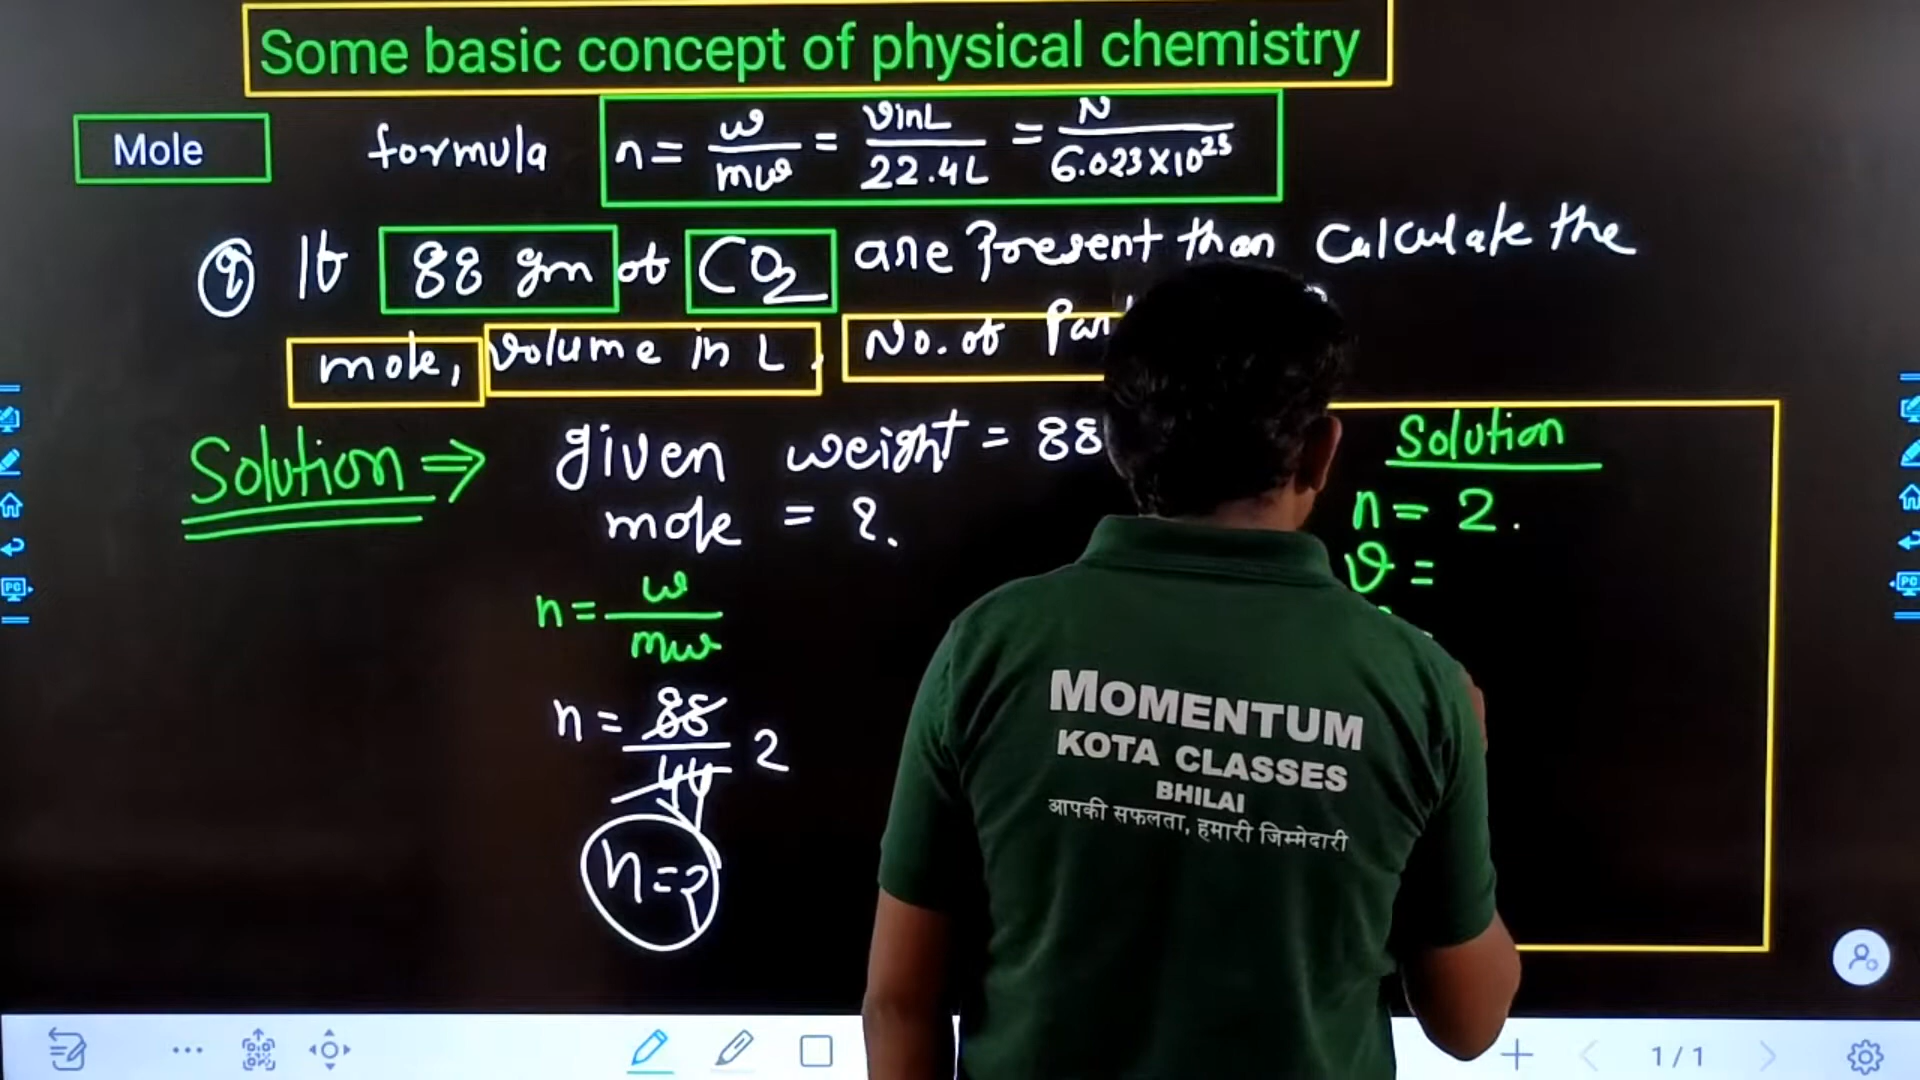 Some basic concept of physical chemistry
Mole formula n = w/mw = V in L/22.4L = N/6.023×10²³
Q If 88 gm of CO₂ are Present than Calculate the
mole, volume in L, No. of
Solution ⇒ given weight = 88
mole = ?.
n = w/mw
n = 88/44 2
n = 2
Solution
n = 2.
V =
MOMENTUM
KOTA CLASSES
BHILAI
आपकी सफलता, हमारी जिम्मेदारी
PC
PC
1/1